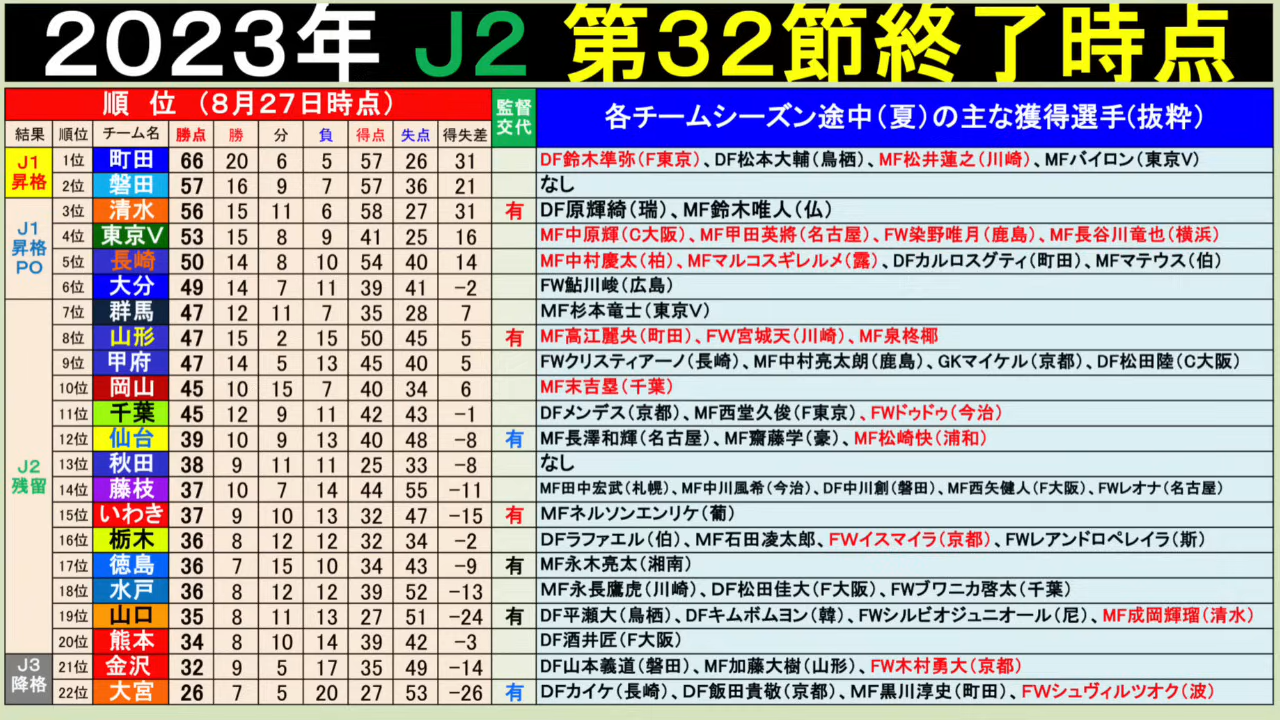 2023年 J2 第32節終了時点
順 位 (8月27日時点) 監督交代 各チームシーズン途中(夏)の主な獲得選手(抜粋)
結果 順位 チーム名 勝点 勝 分 負 得点 失点 得失差
J1昇格 1位 町田 66 20 6 5 57 26 31 DF鈴木準弥(F東京)、DF松本大輔(鳥栖)、MF松井蓮之(川崎)、MFバイロン(東京V)
2位 磐田 57 16 9 7 57 36 21 なし
J1昇格PO 3位 清水 56 15 11 6 58 27 31 有 DF原輝綺(瑞)、MF鈴木唯人(仏)
4位 東京V 53 15 8 9 41 25 16 MF中原輝(C大阪)、MF甲田英將(名古屋)、FW染野唯月(鹿島)、MF長谷川竜也(横浜)
5位 長崎 50 14 8 10 54 40 14 MF中村慶太(柏)、MFマルコスギレルメ(露)、DFカルロスグティ(町田)、MFマテウス(伯)
6位 大分 49 14 7 11 39 41 -2 FW鮎川峻(広島)
J2残留 7位 群馬 47 12 11 7 35 28 7 MF杉本竜士(東京V)
8位 山形 47 15 2 15 50 45 5 有 MF高江麗央(町田)、FW宮城天(川崎)、MF泉柊椰
9位 甲府 47 14 5 13 45 40 5 FWクリスティアーノ(長崎)、MF中村亮太朗(鹿島)、GKマイケル(京都)、DF松田陸(C大阪)
10位 岡山 45 10 15 7 40 34 6 MF末吉塁(千葉)
11位 千葉 45 12 9 11 42 43 -1 DFメンデス(京都)、MF西堂久俊(F東京)、FWドゥドゥ(今治)
12位 仙台 39 10 9 13 40 48 -8 有 MF長澤和輝(名古屋)、MF齋藤学(豪)、MF松崎快(浦和)
13位 秋田 38 9 11 11 25 33 -8 なし
14位 藤枝 37 10 7 14 44 55 -11 MF田中宏武(札幌)、MF中川風希(今治)、DF中川創(磐田)、MF西矢健人(F大阪)、FWレオナ(名古屋)
15位 いわき 37 9 10 13 32 47 -15 有 MFネルソンエンリケ(葡)
16位 栃木 36 8 12 12 32 34 -2 DFラファエル(伯)、MF石田凌太郎、FWイスマイラ(京都)、FWレアンドロペレイラ(斯)
17位 徳島 36 7 15 10 34 43 -9 有 MF永木亮太(湘南)
18位 水戸 36 8 12 12 39 52 -13 MF永長鷹虎(川崎)、DF松田佳大(F大阪)、FWブワニカ啓太(千葉)
19位 山口 35 8 11 13 27 51 -24 有 DF平瀬大(鳥栖)、DFキムボムヨン(韓)、FWシルビオジュニオール(尼)、MF成岡輝瑠(清水)
20位 熊本 34 8 10 14 39 42 -3 DF酒井匠(F大阪)
J3降格 21位 金沢 32 9 5 17 35 49 -14 DF山本義道(磐田)、MF加藤大樹(山形)、FW木村勇大(京都)
22位 大宮 26 7 5 20 27 53 -26 有 DFカイケ(長崎)、DF飯田貴敬(京都)、MF黒川淳史(町田)、FWシュヴィルツオク(波)